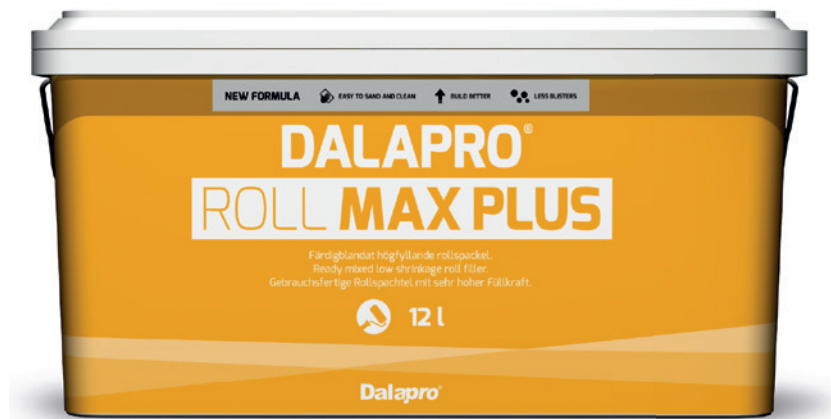 NEW FORMULA EASY TO SAND AND CLEAN BUILD BETTER LESS BLISTERS
DALAPRO®
ROLL MAX PLUS
Färdigblandat högfyllande rollspackel.
Ready mixed low shrinkage roll filler.
Gebrauchsfertige Rollspachtel mit sehr hoher Füllkraft.
12 l
Dalapro®